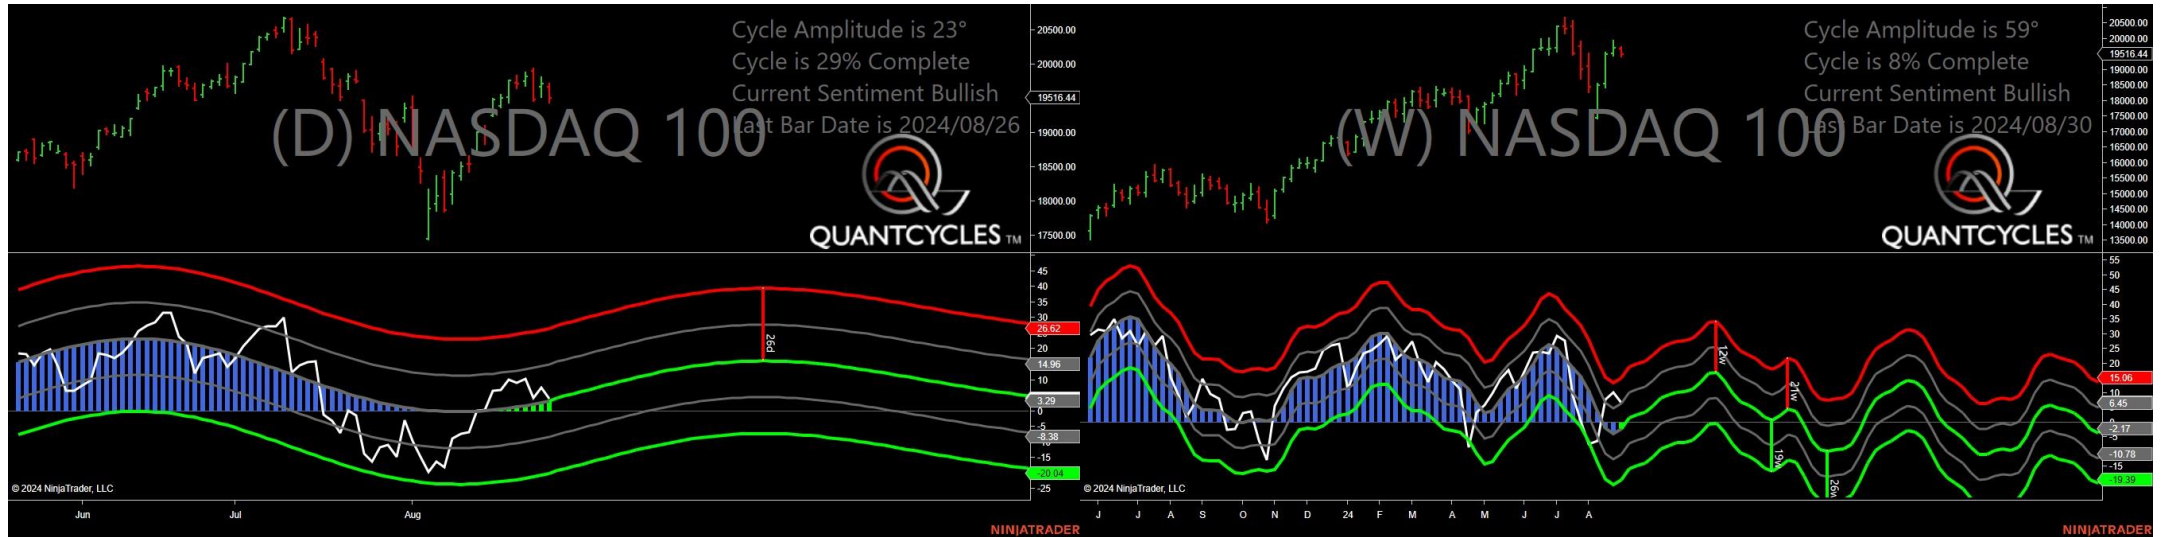 Cycle Amplitude is 23°
Cycle is 29% Complete
Current Sentiment Bullish
Last Bar Date is 2024/08/26
(D) NASDAQ 100
QUANTCYCLES TM
20500.00
20000.00
19516.44
19000.00
18500.00
18000.00
17500.00
45
40
35
30
26.62
20
14.96
10
3.29
0
-5
-8.38
-15
-20.04
-25
26d
© 2024 NinjaTrader, LLC
Jun
Jul
Aug
NINJATRADER
Cycle Amplitude is 59°
Cycle is 8% Complete
Current Sentiment Bullish
Last Bar Date is 2024/08/30
(W) NASDAQ 100
QUANTCYCLES TM
20500.00
20000.00
19516.44
19000.00
18500.00
18000.00
17500.00
17000.00
16500.00
16000.00
15500.00
15000.00
14500.00
14000.00
13500.00
55
50
45
40
35
30
25
20
15.06
6.45
-2.17
-5
-10.78
-15
-19.39
12w
21w
19w
26w
© 2024 NinjaTrader, LLC
J
J
A
S
O
N
D
24
F
M
A
M
J
J
A
NINJATRADER